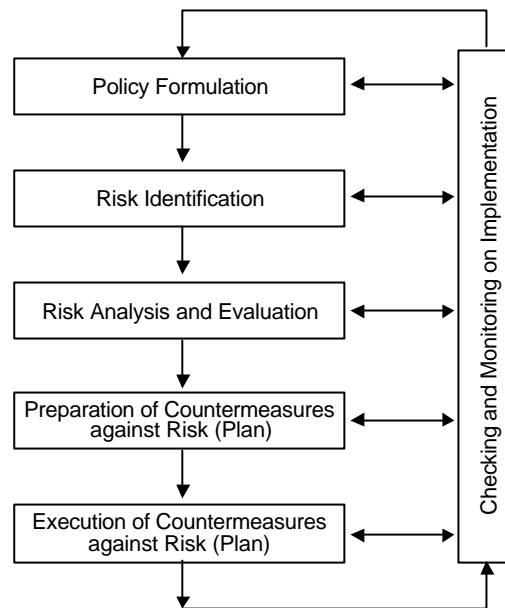 Policy Formulation
Risk Identification
Risk Analysis and Evaluation
Preparation of Countermeasures
against Risk (Plan)
Execution of Countermeasures
against Risk (Plan)
Checking and Monitoring on Implementation